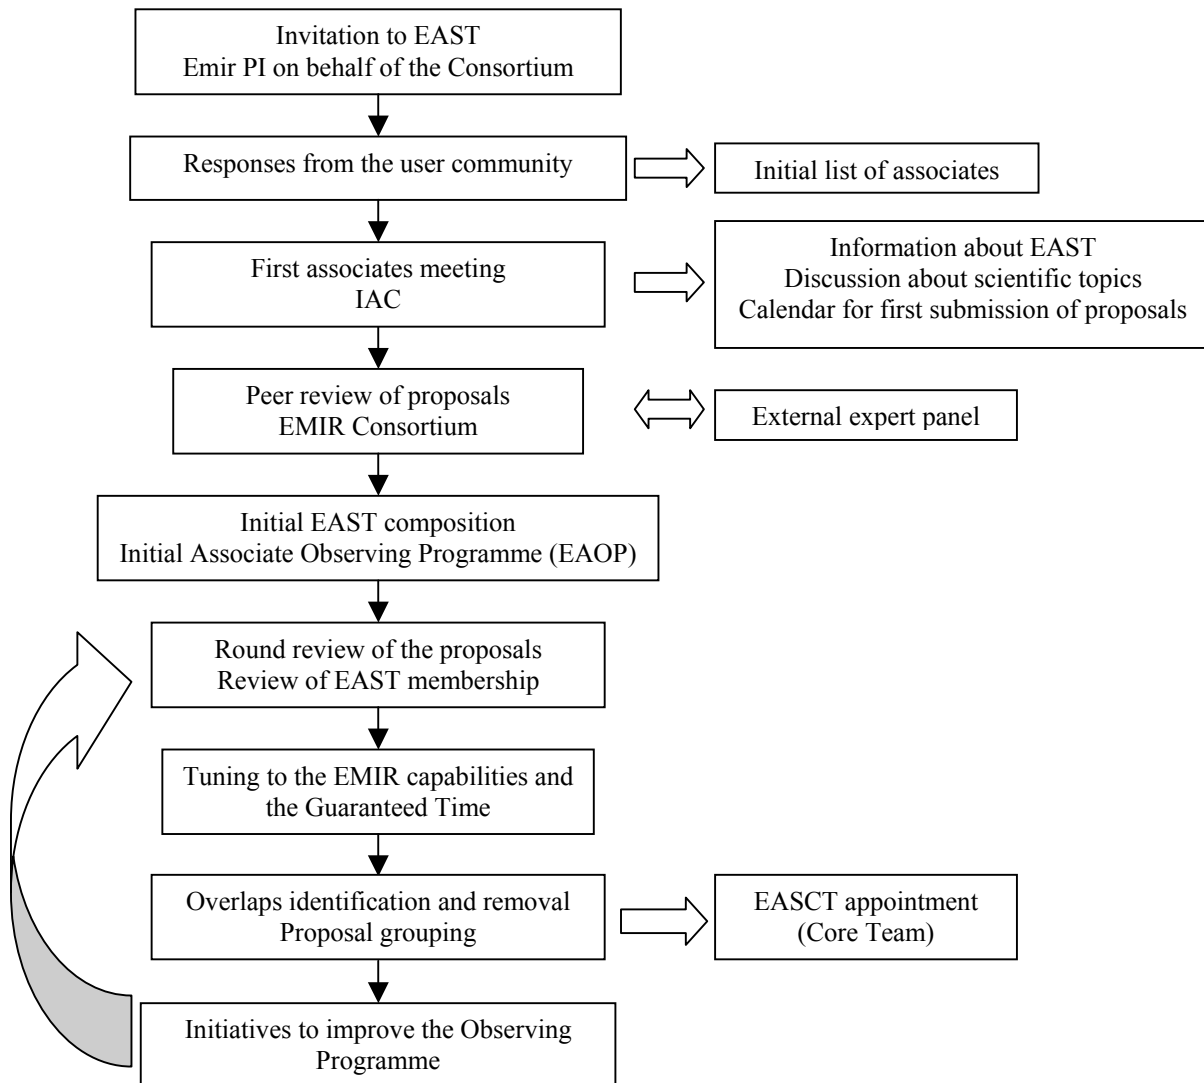 Invitation to EAST
Emir PI on behalf of the Consortium
Responses from the user community
Initial list of associates
First associates meeting
IAC
Information about EAST
Discussion about scientific topics
Calendar for first submission of proposals
Peer review of proposals
EMIR Consortium
External expert panel
Initial EAST composition
Initial Associate Observing Programme (EAOP)
Round review of the proposals
Review of EAST membership
Tuning to the EMIR capabilities and
the Guaranteed Time
Overlaps identification and removal
Proposal grouping
EASCT appointment
(Core Team)
Initiatives to improve the Observing
Programme